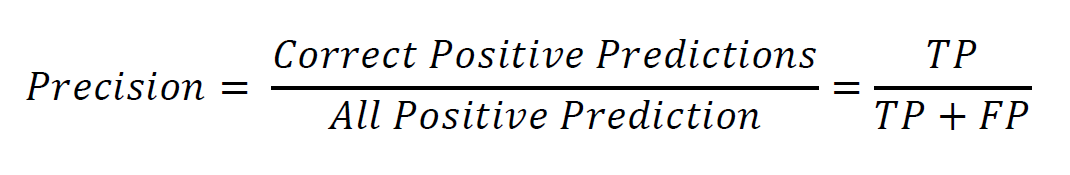 Precision = Correct Positive Predictions / All Positive Prediction = TP / TP + FP